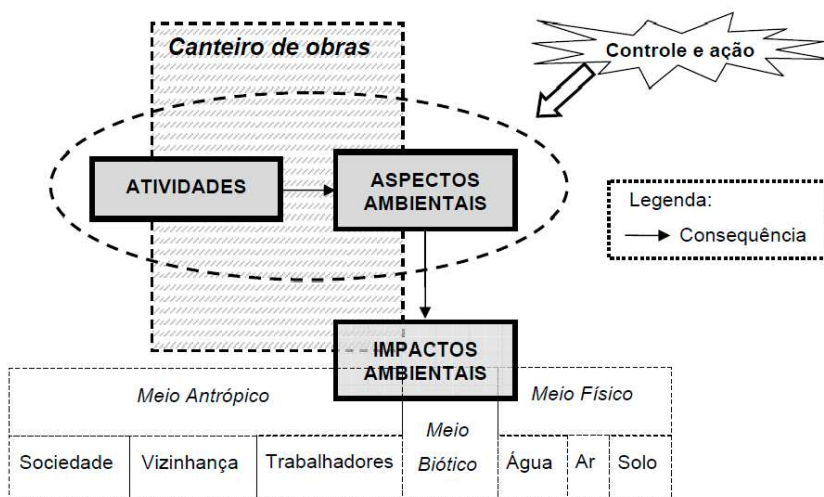 Canteiro de obras
Controle e ação
ATIVIDADES
ASPECTOS
AMBIENTAIS
Legenda:
Consequência
IMPACTOS
AMBIENTAIS
Meio Antrópico
Meio Físico
Meio
Biótico
Sociedade
Vizinhança
Trabalhadores
Água
Ar
Solo